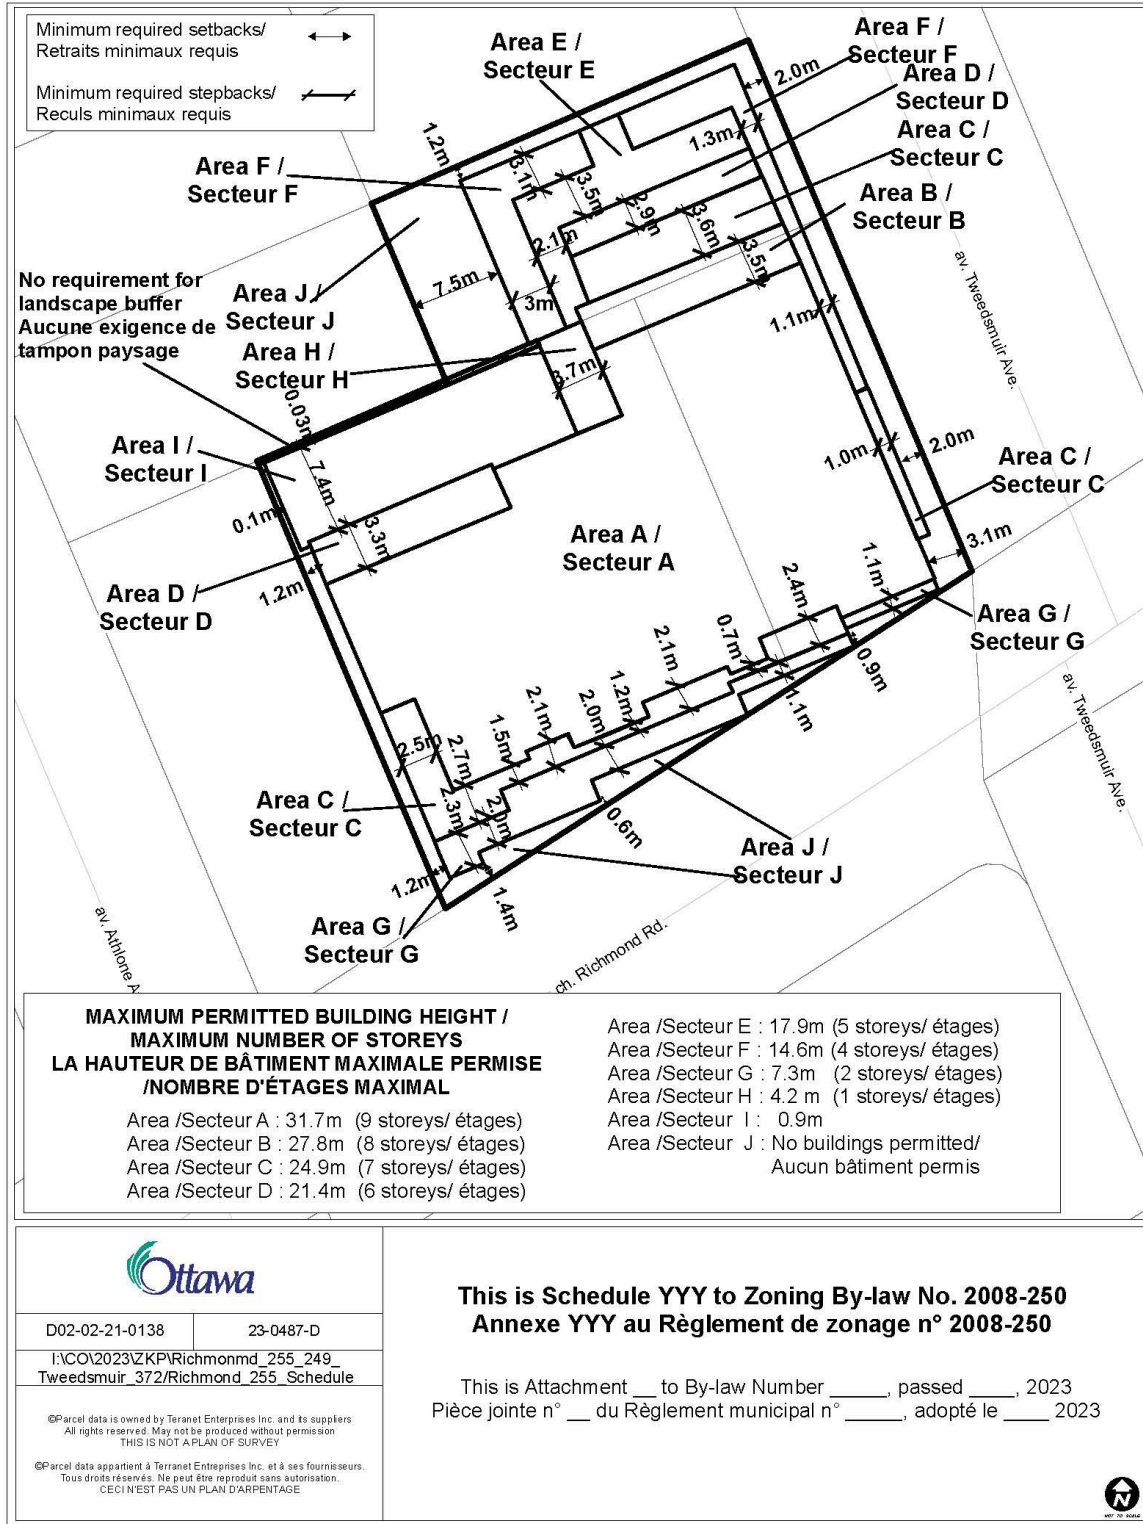 Minimum required setbacks/
Retraits minimaux requis
Minimum required stepbacks/
Reculs minimaux requis
Area E /
Secteur E
Area F /
Secteur F
2.0m
Area D /
Secteur D
1.3m
Area C /
Secteur C
Area B /
Secteur B
1.2m
Area F /
Secteur F
3.1m
3.5m
2.9m
3.6m
3.5m
2.1m
7.5m
3m
1.1m
av. Tweedsmuir Ave.
No requirement for
landscape buffer
Aucune exigence de
tampon paysage
Area J /
Secteur J
Area H /
Secteur H
3.7m
0.03m
Area I /
Secteur I
7.4m
0.1m
3.3m
1.2m
Area D /
Secteur D
Area A /
Secteur A
1.0m
2.0m
Area C /
Secteur C
3.1m
1.1m
2.4m
Area G /
Secteur G
0.7m
2.1m
0.9m
1.1m
1.2m
2.0m
2.1m
1.5m
2.7m
2.5m
Area C /
Secteur C
2.3m
2.0m
0.6m
Area J /
Secteur J
1.2m
1.4m
Area G /
Secteur G
av. Tweedsmuir Ave.
av. Athlone A
ch. Richmond Rd.
MAXIMUM PERMITTED BUILDING HEIGHT /
MAXIMUM NUMBER OF STOREYS
LA HAUTEUR DE BÂTIMENT MAXIMALE PERMISE
/NOMBRE D'ÉTAGES MAXIMAL
Area /Secteur A : 31.7m (9 storeys/ étages)
Area /Secteur B : 27.8m (8 storeys/ étages)
Area /Secteur C : 24.9m (7 storeys/ étages)
Area /Secteur D : 21.4m (6 storeys/ étages)
Area /Secteur E : 17.9m (5 storeys/ étages)
Area /Secteur F : 14.6m (4 storeys/ étages)
Area /Secteur G : 7.3m (2 storeys/ étages)
Area /Secteur H : 4.2 m (1 storeys/ étages)
Area /Secteur I : 0.9m
Area /Secteur J : No buildings permitted/
Aucun bâtiment permis
Ottawa
D02-02-21-0138
23-0487-D
I:\CO\2023\ZKP\Richmonmd_255_249_
Tweedsmuir_372/Richmond_255_Schedule
©Parcel data is owned by Teranet Enterprises Inc. and its suppliers
All rights reserved. May not be produced without permission
THIS IS NOT A PLAN OF SURVEY
©Parcel data appartient à Terranet Entreprises Inc. et à ses fournisseurs.
Tous droits réservés. Ne peut être reproduit sans autorisation.
CECI N'EST PAS UN PLAN D'ARPENTAGE
This is Schedule YYY to Zoning By-law No. 2008-250
Annexe YYY au Règlement de zonage n° 2008-250
This is Attachment __ to By-law Number _____, passed ____, 2023
Pièce jointe n° __ du Règlement municipal n° _____, adopté le ____ 2023
N
NOT TO SCALE